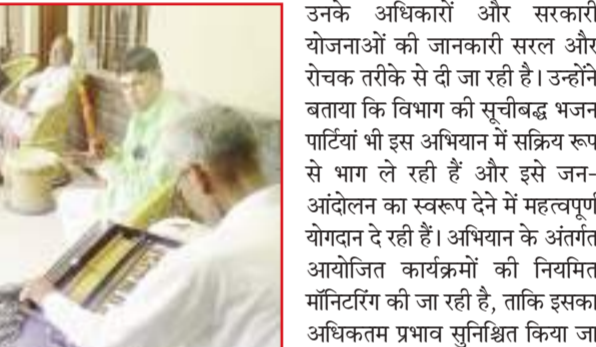 उनके अधिकारों और सरकारी
योजनाओं की जानकारी सरल और
रोचक तरीके से दी जा रही है। उन्होंने
बताया कि विभाग की सूचीबद्ध भजन
पार्टियां भी इस अभियान में सक्रिय रूप
से भाग ले रही हैं और इसे जन-
आंदोलन का स्वरूप देने में महत्वपूर्ण
योगदान दे रही हैं। अभियान के अंतर्गत
आयोजित कार्यक्रमों की नियमित
मॉनिटरिंग की जा रही है, ताकि इसका
अधिकतम प्रभाव सुनिश्चित किया जा